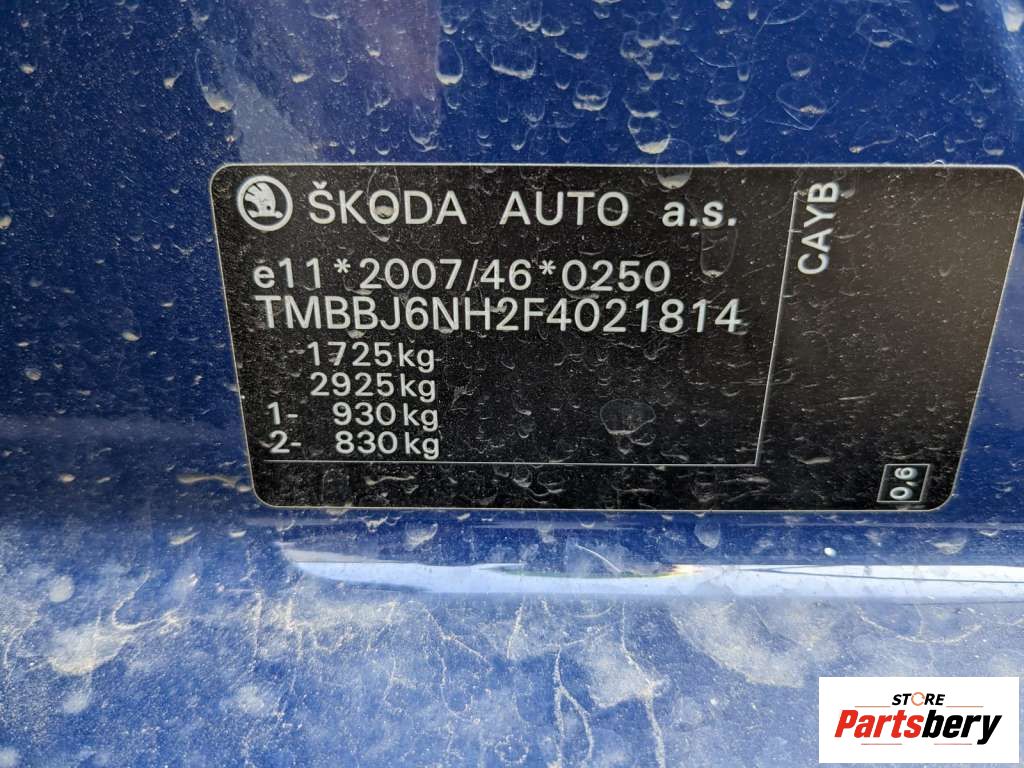 ŠKODA AUTO a.s.
CAYB
e11*2007/46*0250
TMBBJ6NH2F4021814
1725kg
2925kg
1- 930kg
2- 830kg
0,6
STORE
Partsbery